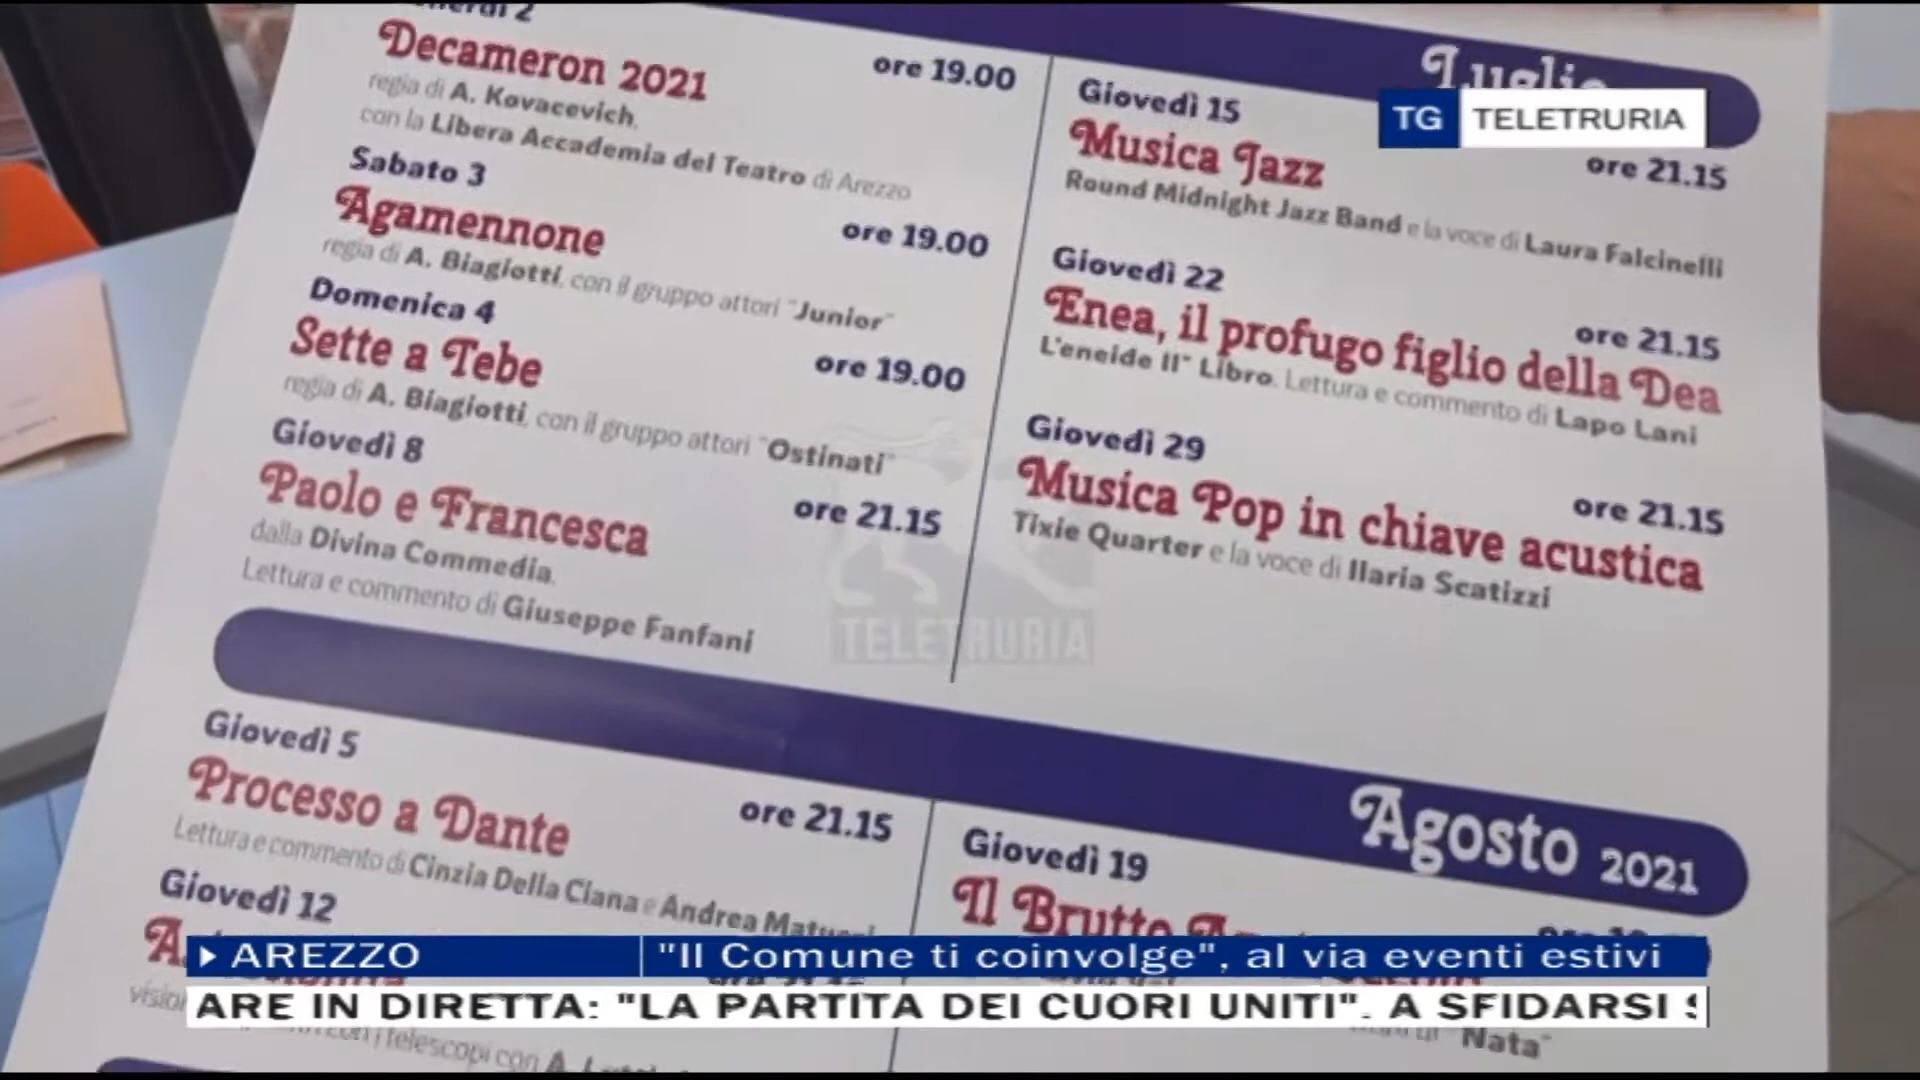 Luglio
Decameron 2021
ore 19.00
regia di A. Kovacevich,
con la Libera Accademia del Teatro di Arezzo
Sabato 3
Agamennone
ore 19.00
regia di A. Biagiotti, con il gruppo attori "Junior"
Domenica 4
Sette a Tebe
ore 19.00
regia di A. Biagiotti, con il gruppo attori "Ostinati"
Giovedì 8
Paolo e Francesca
ore 21.15
dalla Divina Commedia.
Lettura e commento di Giuseppe Fanfani
Giovedì 15
Musica Jazz
ore 21.15
Round Midnight Jazz Band e la voce di Laura Falcinelli
Giovedì 22
Enea, il profugo figlio della Dea
ore 21.15
L'eneide II° Libro. Lettura e commento di Lapo Lani
Giovedì 29
Musica Pop in chiave acustica
ore 21.15
Tixie Quarter e la voce di Ilaria Scatizzi
TG TELETRURIA
TELETRURIA
Agosto 2021
Giovedì 5
Processo a Dante
ore 21.15
Lettura e commento di Cinzia Della Ciana e Andrea
Giovedì 12
telescopi con A.
Giovedì 19
Il Brutto
"Nata"
AREZZO
"Il Comune ti coinvolge", al via eventi estivi
ARE IN DIRETTA: "LA PARTITA DEI CUORI UNITI". A SFIDARSI